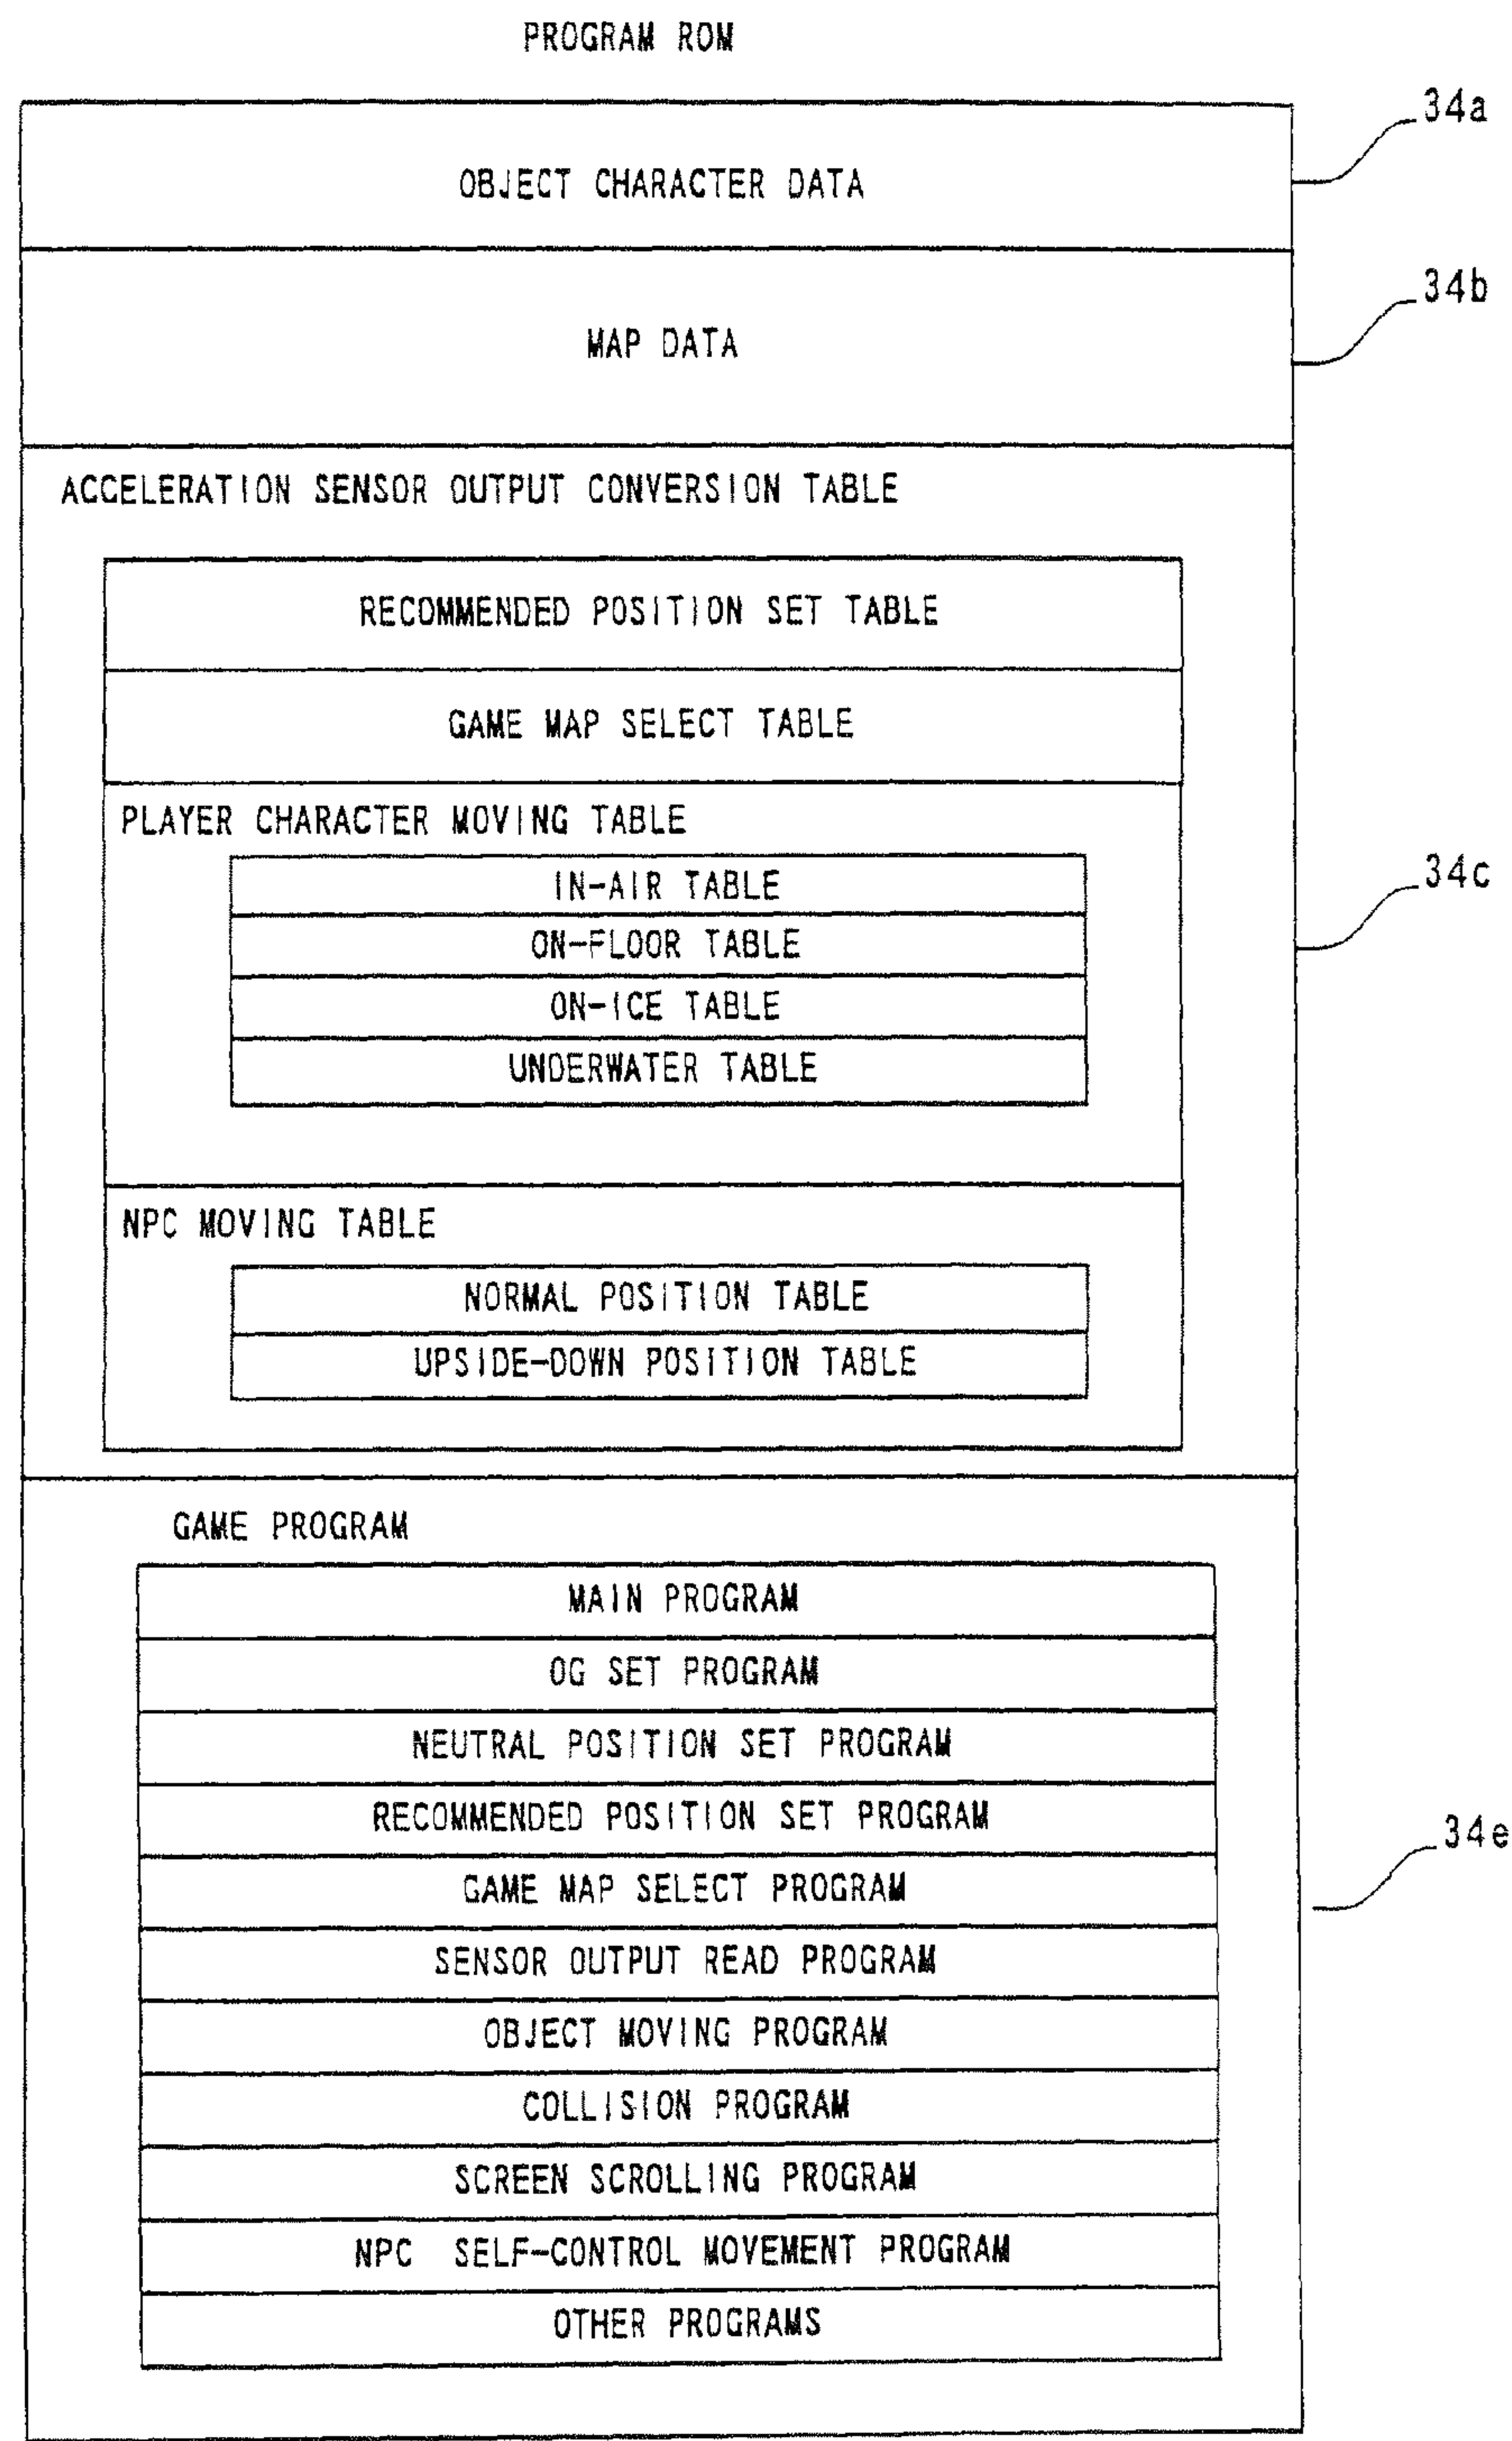 PROGRAM ROM
34a
OBJECT CHARACTER DATA
34b
MAP DATA
ACCELERATION SENSOR OUTPUT CONVERSION TABLE
RECOMMENDED POSITION SET TABLE
GAME MAP SELECT TABLE
PLAYER CHARACTER MOVING TABLE
34c
IN-AIR TABLE
ON-FLOOR TABLE
ON-ICE TABLE
UNDERWATER TABLE
NPC MOVING TABLE
NORMAL POSITION TABLE
UPSIDE-DOWN POSITION TABLE
GAME PROGRAM
MAIN PROGRAM
0G SET PROGRAM
NEUTRAL POSITION SET PROGRAM
RECOMMENDED POSITION SET PROGRAM
34e
GAME MAP SELECT PROGRAM
SENSOR OUTPUT READ PROGRAM
OBJECT MOVING PROGRAM
COLLISION PROGRAM
SCREEN SCROLLING PROGRAM
NPC SELF-CONTROL MOVEMENT PROGRAM
OTHER PROGRAMS